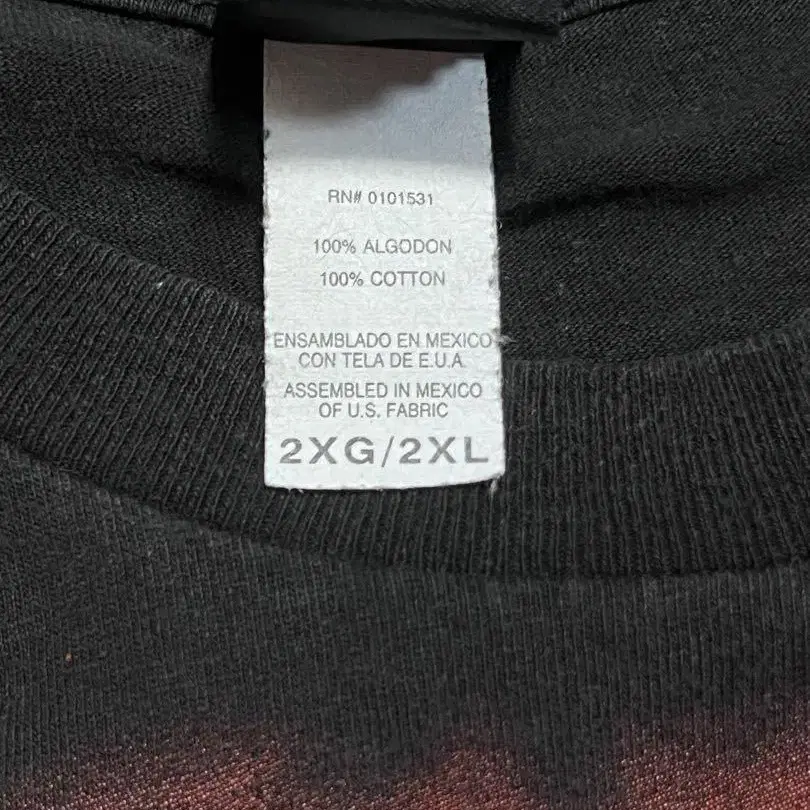 RN# 0101531
100% ALGODON
100% COTTON
ENSAMBLADO EN MEXICO
CON TELA DE E.U.A.
ASSEMBLED IN MEXICO
OF U.S. FABRIC
2XG/2XL